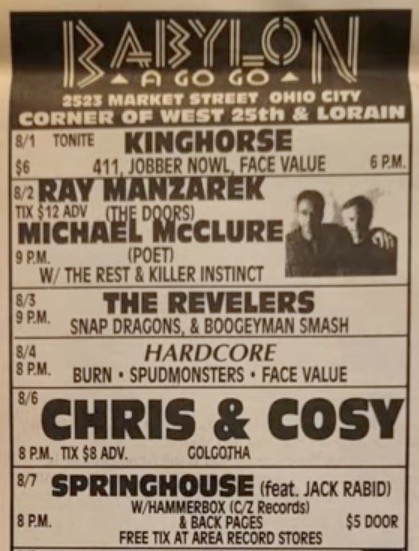 BABYLON
A GO GO
2523 MARKET STREET OHIO CITY
CORNER OF WEST 25th & LORAIN
8/1 TONITE KINGHORSE
$6 411, JOBBER NOWL, FACE VALUE 6 P.M.
8/2 RAY MANZAREK
TIX $12 ADV (THE DOORS)
MICHAEL McCLURE
9 P.M. (POET)
W/ THE REST & KILLER INSTINCT
8/3 THE REVELERS
9 P.M. SNAP DRAGONS, & BOOGEYMAN SMASH
8/4 HARDCORE
8 P.M. BURN • SPUDMONSTERS • FACE VALUE
8/6
CHRIS & COSY
8 P.M. TIX $8 ADV. GOLGOTHA
8/7 SPRINGHOUSE (feat. JACK RABID)
W/HAMMERBOX (C/Z Records)
8 P.M. & BACK PAGES $5 DOOR
FREE TIX AT AREA RECORD STORES